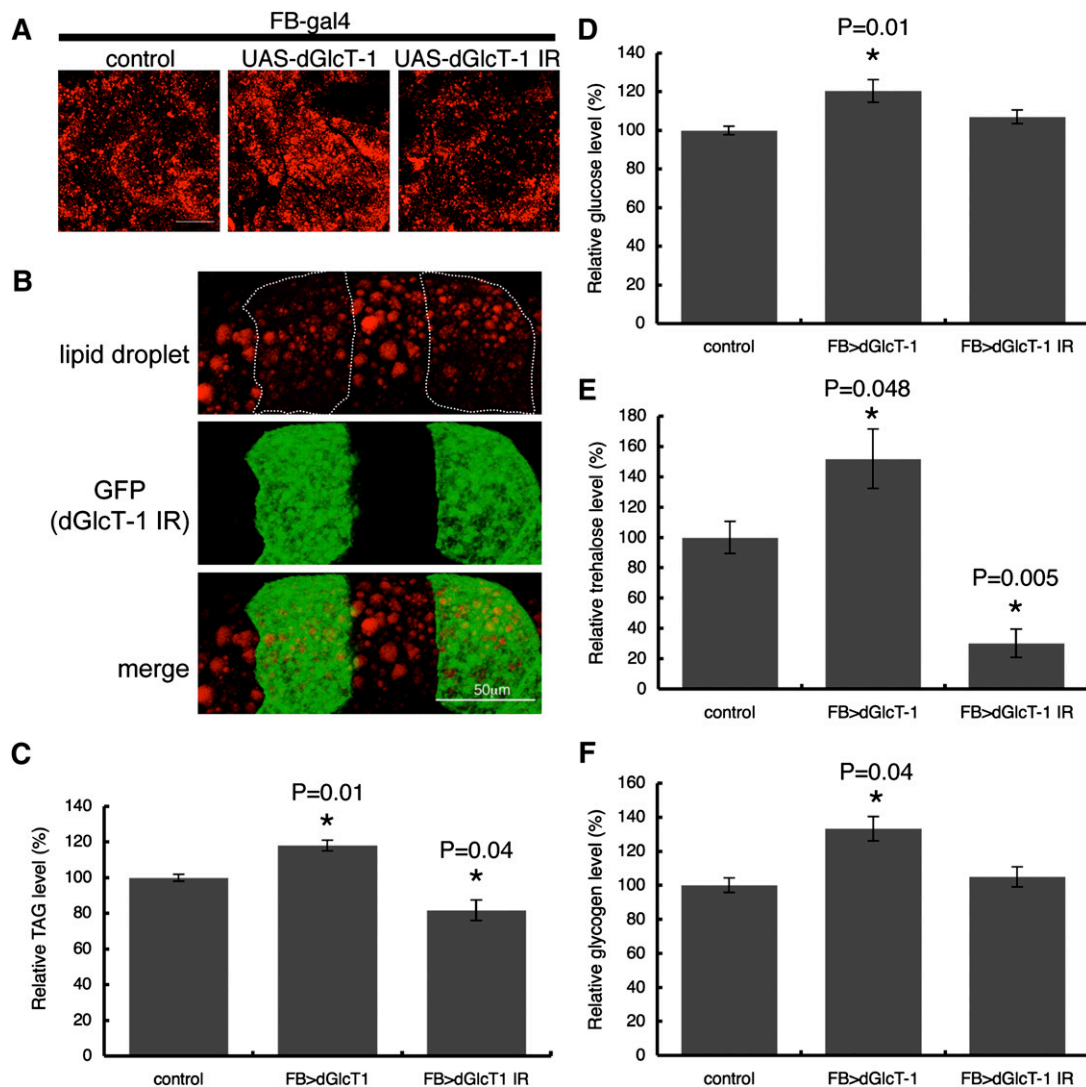 A
FB-gal4
control UAS-dGlcT-1 UAS-dGlcT-1 IR
B
lipid droplet
GFP
(dGlcT-1 IR)
merge
50μm
C
Relative TAG level (%)
140
120
100
80
60
40
20
0
P=0.01
*
P=0.04
*
control FB>dGlcT1 FB>dGlcT1 IR
D
Relative glucose level (%)
140
120
100
80
60
40
20
0
P=0.01
*
control FB>dGlcT-1 FB>dGlcT-1 IR
E
Relative trehalose level (%)
180
160
140
120
100
80
60
40
20
0
P=0.048
*
P=0.005
*
control FB>dGlcT-1 FB>dGlcT-1 IR
F
Relative glycogen level (%)
160
140
120
100
80
60
40
20
0
P=0.04
*
control FB>dGlcT-1 FB>dGlcT-1 IR